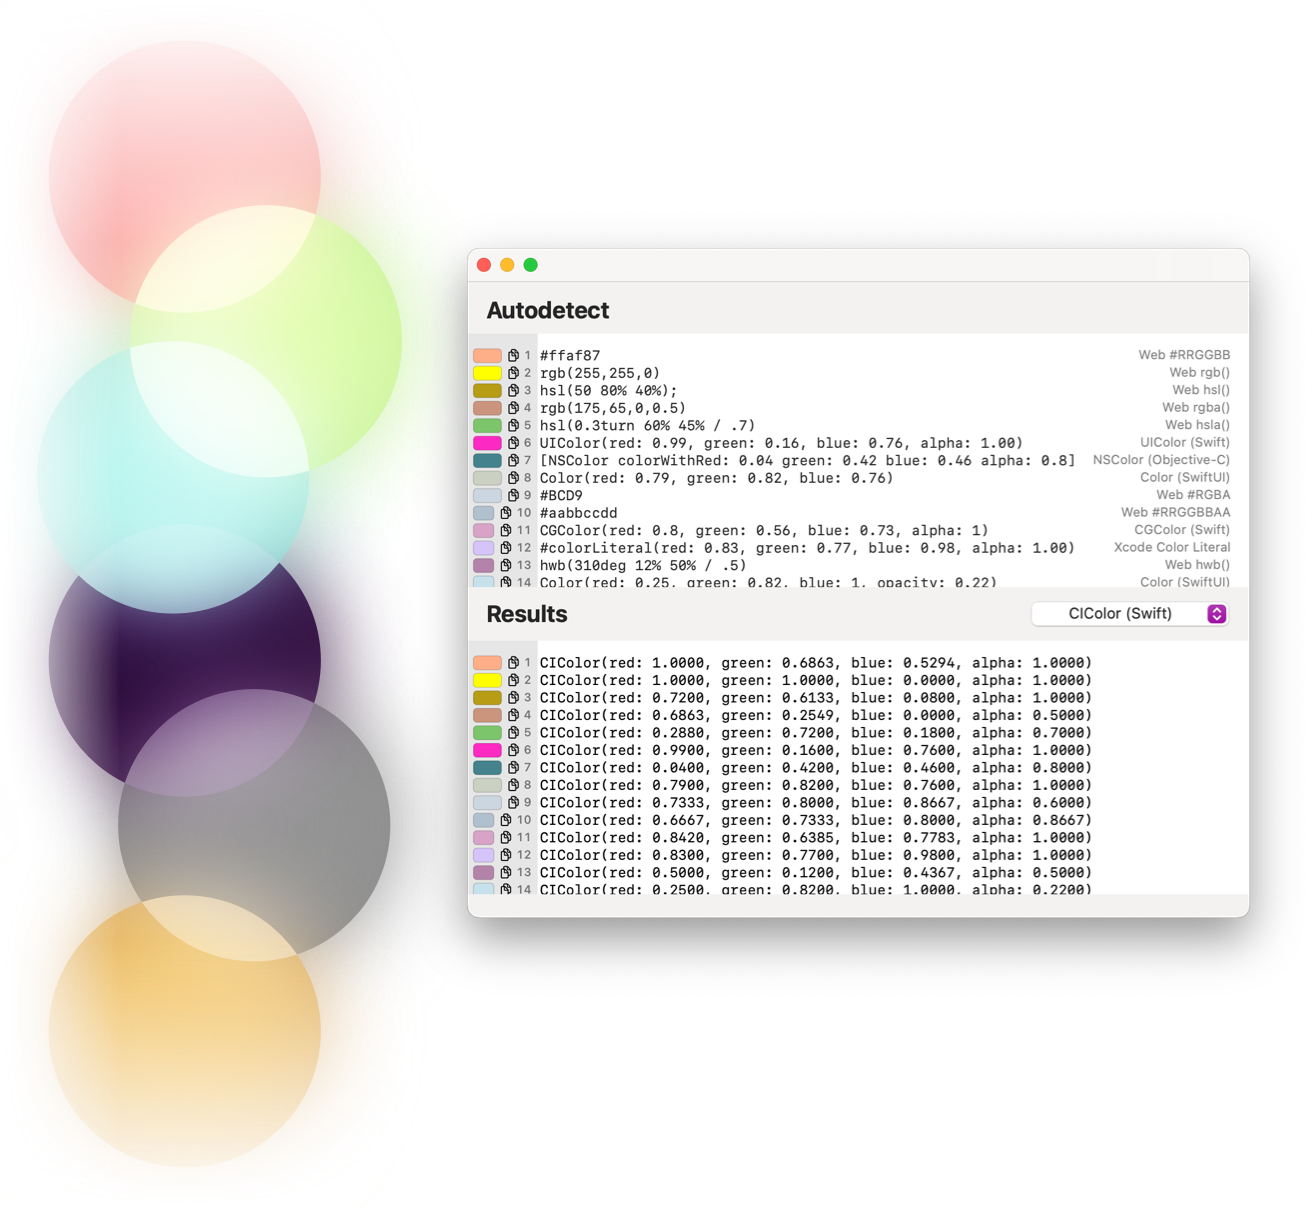 Autodetect
1 #ffaf87 Web #RRGGBB
2 rgb(255,255,0) Web rgb()
3 hsl(50 80% 40%); Web hsl()
4 rgb(175,65,0,0.5) Web rgba()
5 hsl(0.3turn 60% 45% / .7) Web hsla()
6 UIColor(red: 0.99, green: 0.16, blue: 0.76, alpha: 1.00) UIColor (Swift)
7 [NSColor colorWithRed: 0.04 green: 0.42 blue: 0.46 alpha: 0.8] NSColor (Objective-C)
8 Color(red: 0.79, green: 0.82, blue: 0.76) Color (SwiftUI)
9 #BCD9 Web #RGBA
10 #aabbccdd Web #RRGGBBAA
11 CGColor(red: 0.8, green: 0.56, blue: 0.73, alpha: 1) CGColor (Swift)
12 #colorLiteral(red: 0.83, green: 0.77, blue: 0.98, alpha: 1.00) Xcode Color Literal
13 hwb(310deg 12% 50% / .5) Web hwb()
14 Color(red: 0.25, green: 0.82, blue: 1, opacity: 0.22) Color (SwiftUI)
Results CIColor (Swift)
1 CIColor(red: 1.0000, green: 0.6863, blue: 0.5294, alpha: 1.0000)
2 CIColor(red: 1.0000, green: 1.0000, blue: 0.0000, alpha: 1.0000)
3 CIColor(red: 0.7200, green: 0.6133, blue: 0.0800, alpha: 1.0000)
4 CIColor(red: 0.6863, green: 0.2549, blue: 0.0000, alpha: 0.5000)
5 CIColor(red: 0.2880, green: 0.7200, blue: 0.1800, alpha: 0.7000)
6 CIColor(red: 0.9900, green: 0.1600, blue: 0.7600, alpha: 1.0000)
7 CIColor(red: 0.0400, green: 0.4200, blue: 0.4600, alpha: 0.8000)
8 CIColor(red: 0.7900, green: 0.8200, blue: 0.7600, alpha: 1.0000)
9 CIColor(red: 0.7333, green: 0.8000, blue: 0.8667, alpha: 0.6000)
10 CIColor(red: 0.6667, green: 0.7333, blue: 0.8000, alpha: 0.8667)
11 CIColor(red: 0.8420, green: 0.6385, blue: 0.7783, alpha: 1.0000)
12 CIColor(red: 0.8300, green: 0.7700, blue: 0.9800, alpha: 1.0000)
13 CIColor(red: 0.5000, green: 0.1200, blue: 0.4367, alpha: 0.5000)
14 CIColor(red: 0.2500, green: 0.8200, blue: 1.0000, alpha: 0.2200)